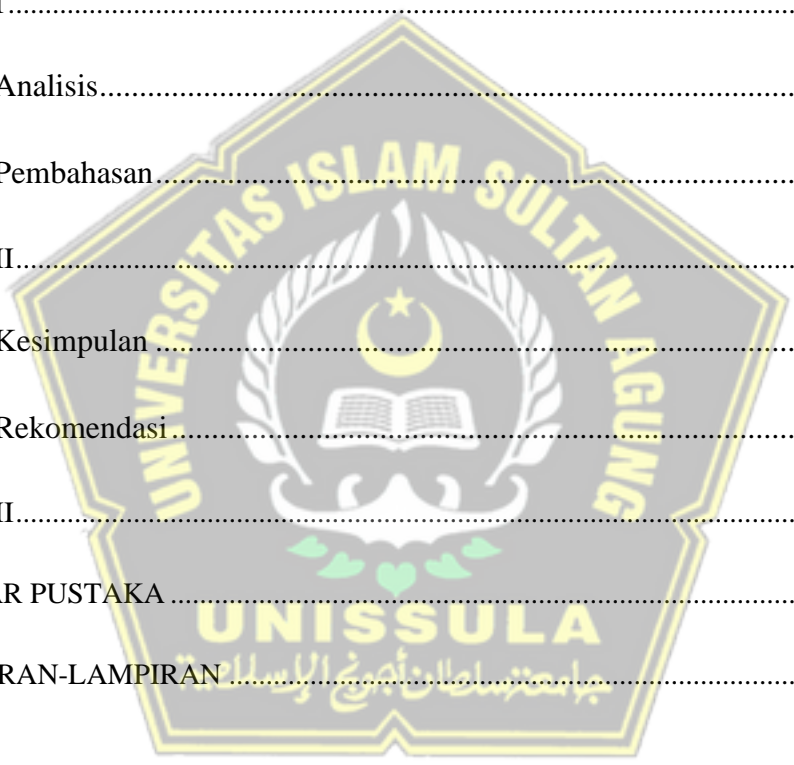 I........................................................................................................
Analisis.............................................................................................
Pembahasan......................................................................................
II.......................................................................................................
Kesimpulan ......................................................................................
Rekomendasi....................................................................................
II.......................................................................................................
AR PUSTAKA ....................................................................................
RAN-LAMPIRAN .............................................................................
UNIVERSITAS ISLAM SULTAN AGUNG
UNISSULA
جامعة سلطان أجونج الإسلامية